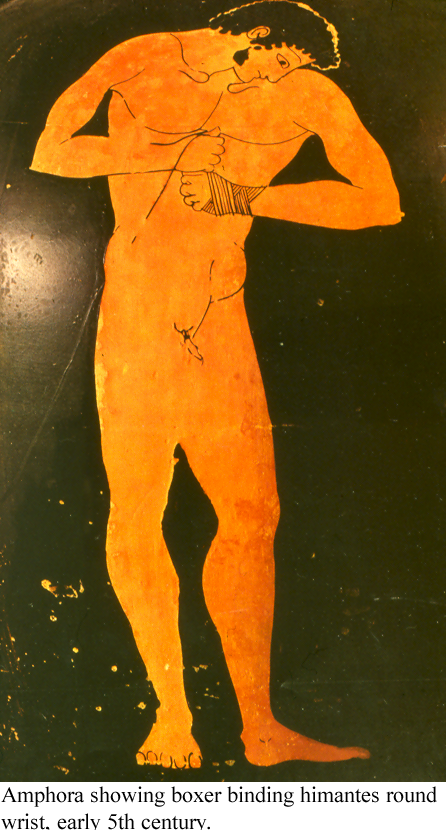 Amphora showing boxer binding himantes round
wrist, early 5th century.